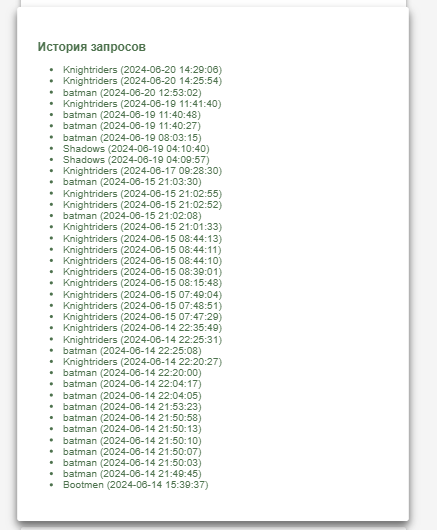 История запросов
Knightriders (2024-06-20 14:29:06)
Knightriders (2024-06-20 14:25:54)
batman (2024-06-20 12:53:02)
Knightriders (2024-06-19 11:41:40)
batman (2024-06-19 11:40:48)
batman (2024-06-19 11:40:27)
batman (2024-06-19 08:03:15)
Shadows (2024-06-19 04:10:40)
Shadows (2024-06-19 04:09:57)
Knightriders (2024-06-17 09:28:30)
batman (2024-06-15 21:03:30)
Knightriders (2024-06-15 21:02:55)
Knightriders (2024-06-15 21:02:52)
batman (2024-06-15 21:02:08)
Knightriders (2024-06-15 21:01:33)
Knightriders (2024-06-15 08:44:13)
Knightriders (2024-06-15 08:44:11)
Knightriders (2024-06-15 08:44:10)
Knightriders (2024-06-15 08:39:01)
Knightriders (2024-06-15 08:15:48)
Knightriders (2024-06-15 07:49:04)
Knightriders (2024-06-15 07:48:51)
Knightriders (2024-06-15 07:47:29)
Knightriders (2024-06-14 22:35:49)
Knightriders (2024-06-14 22:25:31)
batman (2024-06-14 22:25:08)
Knightriders (2024-06-14 22:20:27)
batman (2024-06-14 22:20:00)
batman (2024-06-14 22:04:17)
batman (2024-06-14 22:04:05)
batman (2024-06-14 21:53:23)
batman (2024-06-14 21:50:58)
batman (2024-06-14 21:50:13)
batman (2024-06-14 21:50:10)
batman (2024-06-14 21:50:07)
batman (2024-06-14 21:50:03)
batman (2024-06-14 21:49:45)
Bootmen (2024-06-14 15:39:37)